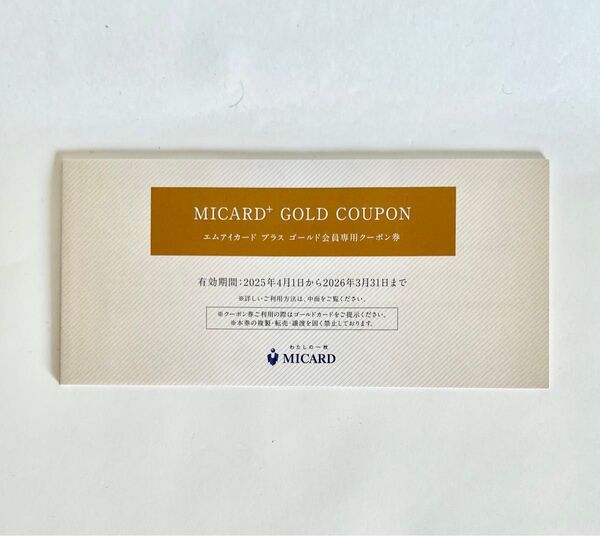 MICARD⁺ GOLD COUPON
エムアイカード プラス ゴールド会員専用クーポン券
有効期間:2025年4月1日から2026年3月31日まで
※詳しいご利用方法は、中面をご覧ください。
※クーポン券ご利用の際はゴールドカードをご提示ください。
※本券の複製・転売・譲渡を固く禁止しております。
わたしの一枚
MICARD